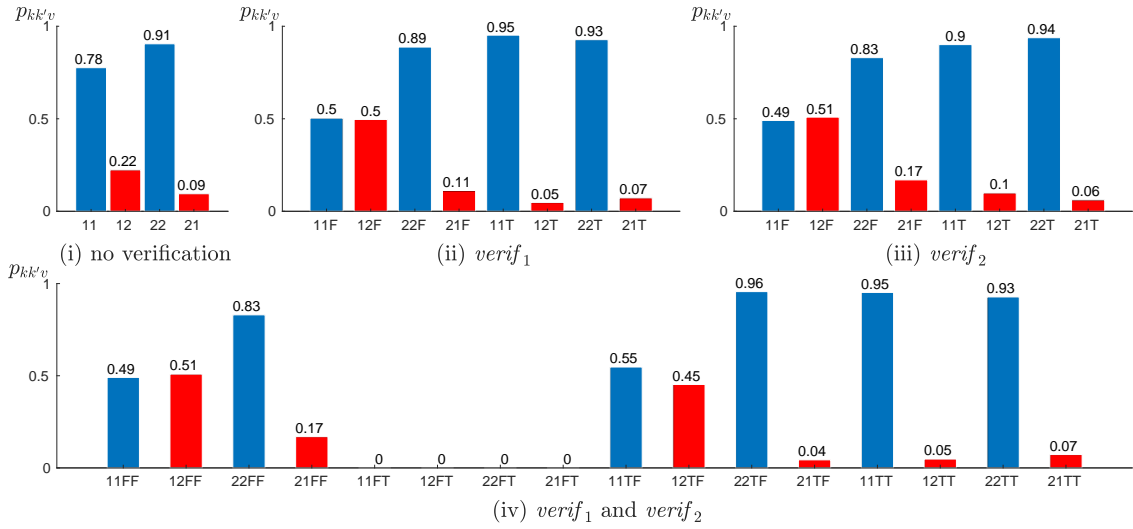 p_{kk'v} p_{kk'v} p_{kk'v}
1 1 1
0.78 0.22 0.91 0.09 0.5 0.5 0.89 0.11 0.95 0.05 0.93 0.07 0.49 0.51 0.83 0.17 0.9 0.1 0.94 0.06
0.5 0.5 0.5
0 0 0
11 12 22 21 11F 12F 22F 21F 11T 12T 22T 21T 11F 12F 22F 21F 11T 12T 22T 21T
(i) no verification (ii) verif_1 (iii) verif_2
p_{kk'v}
1
0.49 0.51 0.83 0.17 0 0 0 0 0.55 0.45 0.96 0.04 0.95 0.05 0.93 0.07
0.5
0
11FF 12FF 22FF 21FF 11FT 12FT 22FT 21FT 11TF 12TF 22TF 21TF 11TT 12TT 22TT 21TT
(iv) verif_1 and verif_2